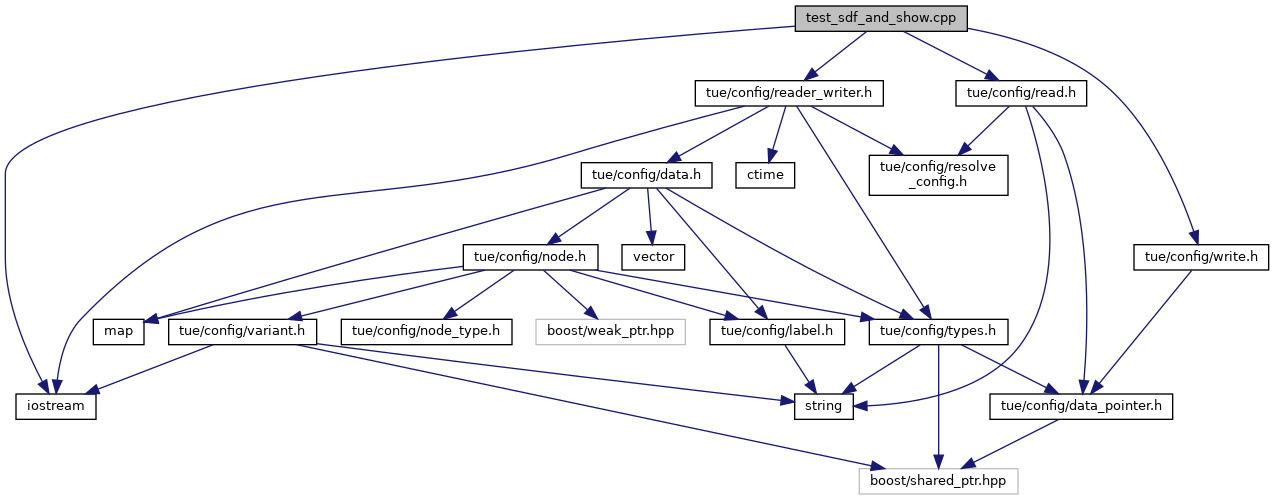 test_sdf_and_show.cpp
tue/config/reader_writer.h
tue/config/read.h
tue/config/data.h
ctime
tue/config/resolve
_config.h
tue/config/node.h
vector
tue/config/write.h
map
tue/config/variant.h
tue/config/node_type.h
boost/weak_ptr.hpp
tue/config/label.h
tue/config/types.h
iostream
string
tue/config/data_pointer.h
boost/shared_ptr.hpp